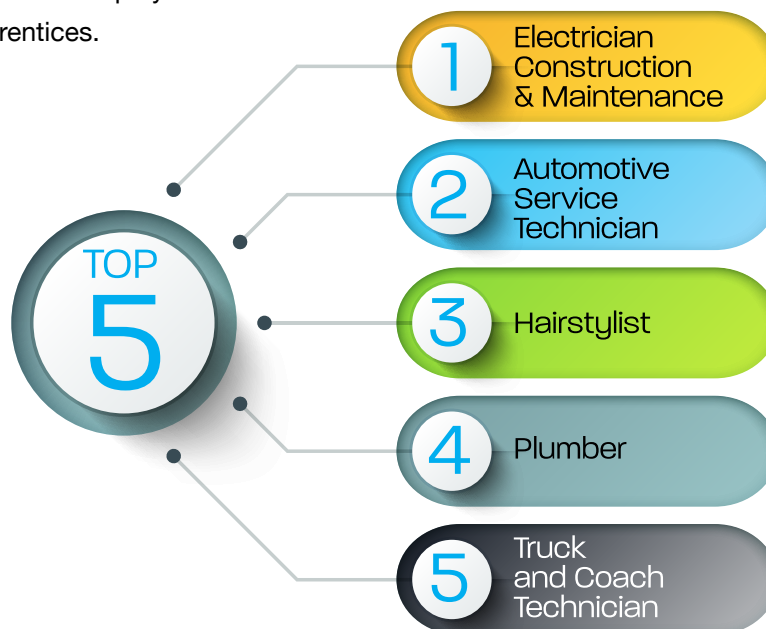 rentices.
TOP
5
1
Electrician
Construction
& Maintenance
2
Automotive
Service
Technician
3
Hairstylist
4
Plumber
5
Truck
and Coach
Technician